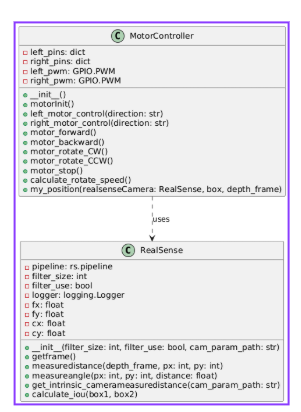 C MotorController
left_pins: dict
right_pins: dict
left_pwm: GPIO.PWM
right_pwm: GPIO.PWM
__init__()
motorInit()
left_motor_control(direction: str)
right_motor_control(direction: str)
motor_forward()
motor_backward()
motor_rotate_CW()
motor_rotate_CCW()
motor_stop()
calculate_rotate_speed()
my_position(realsenseCamera: RealSense, box, depth_frame)
uses
C RealSense
pipeline: rs.pipeline
filter_size: int
filter_use: bool
logger: logging.Logger
fx: float
fy: float
cx: float
cy: float
__init__(filter_size: int, filter_use: bool, cam_param_path: str)
getframe()
measuredistance(depth_frame, px: int, py: int)
measureangle(px: int, py: int, distance: float)
get_intrinsic_camerameasuredistance(cam_param_path: str)
calculate_iou(box1, box2)